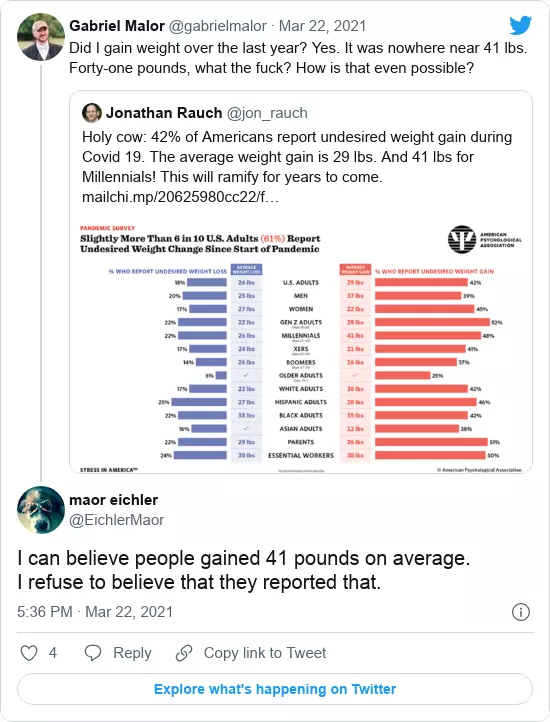 Gabriel Malor @gabrielmalor · Mar 22, 2021
Did I gain weight over the last year? Yes. It was nowhere near 41 lbs.
Forty-one pounds, what the fuck? How is that even possible?
Jonathan Rauch @jon_rauch
Holy cow: 42% of Americans report undesired weight gain during
Covid 19. The average weight gain is 29 lbs. And 41 lbs for
Millennials! This will ramify for years to come.
mailchi.mp/20625980cc22/f…
PANDEMIC SURVEY
Slightly More Than 6 in 10 U.S. Adults (61%) Report
Undesired Weight Change Since Start of Pandemic
AMERICAN
PSYCHOLOGICAL
ASSOCIATION
% WHO REPORT UNDESIRED WEIGHT LOSS AVERAGE WEIGHT LOSS AVERAGE WEIGHT GAIN % WHO REPORT UNDESIRED WEIGHT GAIN
18% 26 lbs U.S. ADULTS 29 lbs 42%
20% 25 lbs MEN 37 lbs 39%
17% 27 lbs WOMEN 22 lbs 45%
22% 22 lbs GEN Z ADULTS 28 lbs 52%
22% 26 lbs MILLENNIALS 41 lbs 48%
17% 24 lbs XERS 21 lbs 41%
14% 26 lbs BOOMERS 16 lbs 37%
5% -* OLDER ADULTS -* 25%
17% 22 lbs WHITE ADULTS 30 lbs 42%
25% 27 lbs HISPANIC ADULTS 28 lbs 46%
22% 38 lbs BLACK ADULTS 35 lbs 42%
16% -* ASIAN ADULTS 12 lbs 38%
22% 29 lbs PARENTS 36 lbs 51%
24% 30 lbs ESSENTIAL WORKERS 38 lbs 50%
STRESS IN AMERICA™ © American Psychological Association
maor eichler
@EichlerMaor
I can believe people gained 41 pounds on average.
I refuse to believe that they reported that.
5:36 PM · Mar 22, 2021
4 Reply Copy link to Tweet
Explore what's happening on Twitter